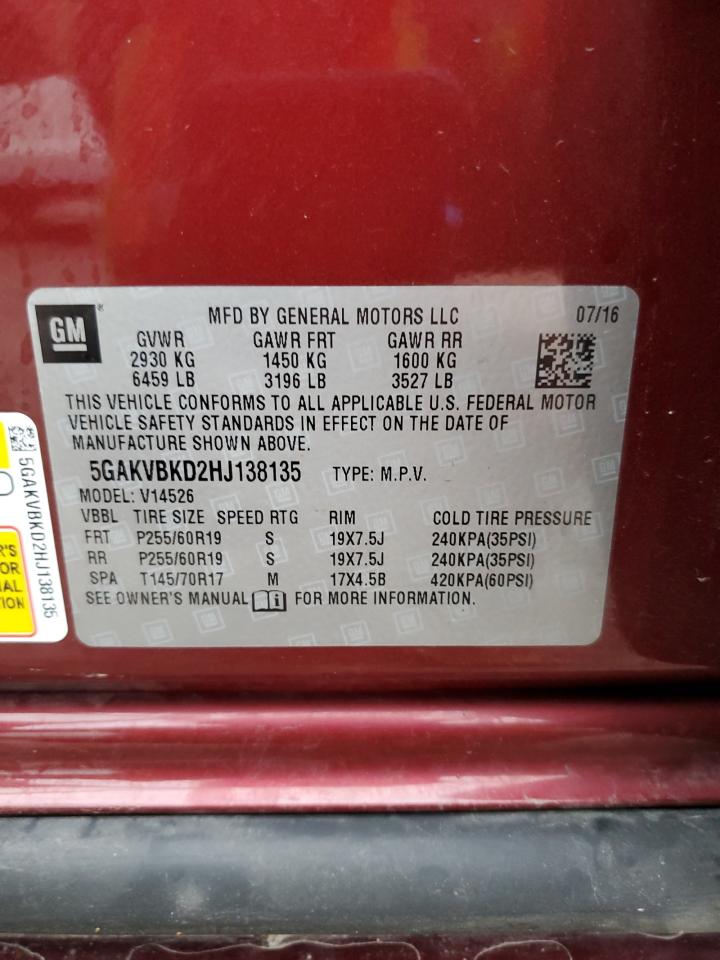 GM
MFD BY GENERAL MOTORS LLC 07/16
GVWR GAWR FRT GAWR RR
2930 KG 1450 KG 1600 KG
6459 LB 3196 LB 3527 LB
THIS VEHICLE CONFORMS TO ALL APPLICABLE U.S. FEDERAL MOTOR
VEHICLE SAFETY STANDARDS IN EFFECT ON THE DATE OF
MANUFACTURE SHOWN ABOVE.
5GAKVBKD2HJ138135 TYPE: M.P.V.
MODEL: V14526
VBBL TIRE SIZE SPEED RTG RIM COLD TIRE PRESSURE
FRT P255/60R19 S 19X7.5J 240KPA(35PSI)
RR P255/60R19 S 19X7.5J 240KPA(35PSI)
SPA T145/70R17 M 17X4.5B 420KPA(60PSI)
SEE OWNER'S MANUAL i FOR MORE INFORMATION.
5GAKVBKD2HJ138135
R'S
OR
IAL
TION